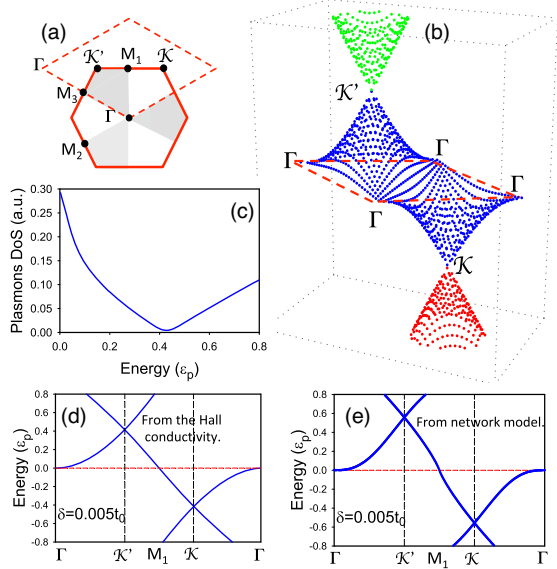 (a)
𝒦'
M₁
𝒦
Γ
M₃
Γ
M₂
(b)
𝒦'
Γ
Γ
Γ
Γ
𝒦
(c)
Plasmons DoS (a.u.)
0.30
0.25
0.20
0.15
0.10
0.05
0.00
0.0 0.2 0.4 0.6 0.8
Energy (εₚ)
(d)
From the Hall
conductivity.
Energy (εₚ)
0.8
0.6
0.4
0.2
0.0
-0.2
-0.4
-0.6
-0.8
δ=0.005t₀
Γ 𝒦' M₁ 𝒦 Γ
(e)
From network model.
Energy (εₚ)
0.8
0.6
0.4
0.2
0.0
-0.2
-0.4
-0.6
-0.8
δ=0.005t₀
Γ 𝒦' M₁ 𝒦 Γ